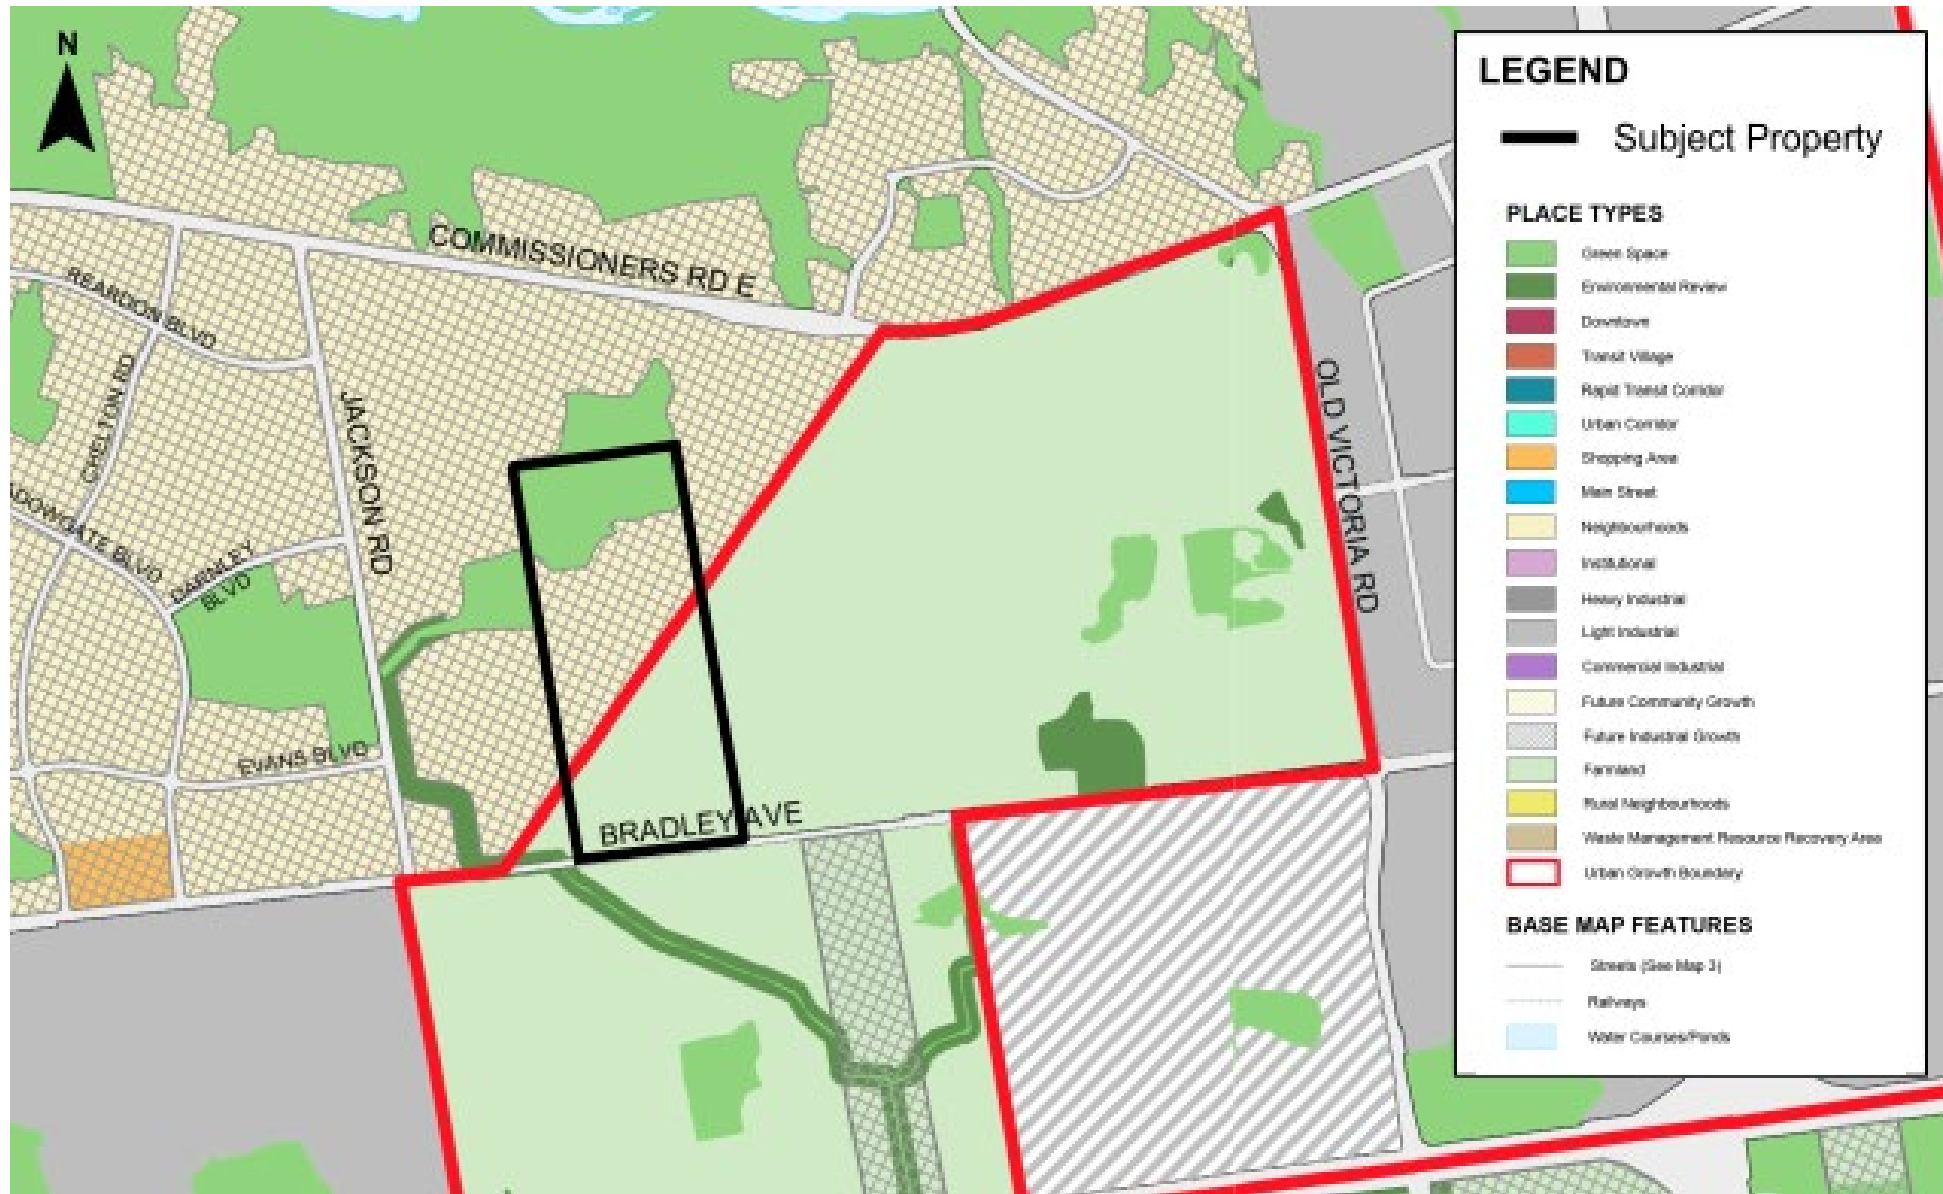 N
COMMISSIONERS RD E
REARDON BLVD
CHELTON RD
JACKSON RD
ADOWGATE BLVD
DARNLEY
BLVD
EVANS BLVD
BRADLEY AVE
OLD VICTORIA RD
LEGEND
Subject Property
PLACE TYPES
Green Space
Environmental Review
Downtown
Transit Village
Rapid Transit Corridor
Urban Corridor
Shopping Area
Main Street
Neighbourhoods
Institutional
Heavy Industrial
Light Industrial
Commercial Industrial
Future Community Growth
Future Industrial Growth
Farmland
Rural Neighbourhoods
Waste Management Resource Recovery Area
Urban Growth Boundary
BASE MAP FEATURES
Streets (See Map 3)
Railways
Water Courses/Ponds